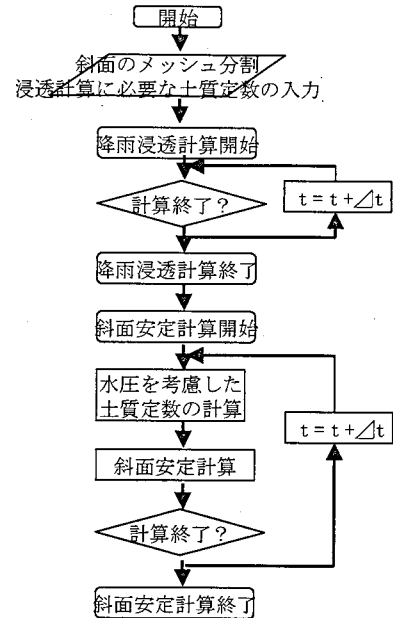 開始
斜面のメッシュ分割
浸透計算に必要な土質定数の入力
降雨浸透計算開始
計算終了?
t=t+⊿t
降雨浸透計算終了
斜面安定計算開始
水圧を考慮した
土質定数の計算
t=t+⊿t
斜面安定計算
計算終了?
斜面安定計算終了